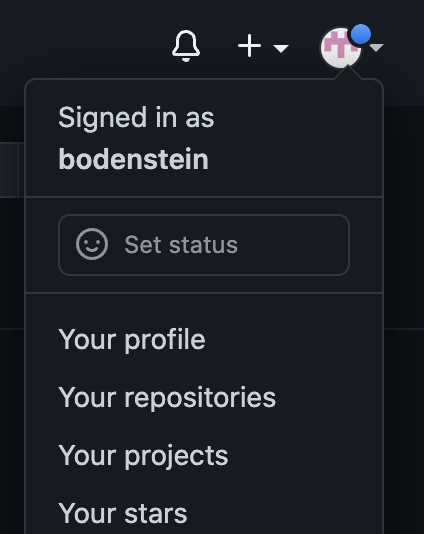 Signed in as
bodenstein
Set status
Your profile
Your repositories
Your projects
Your stars